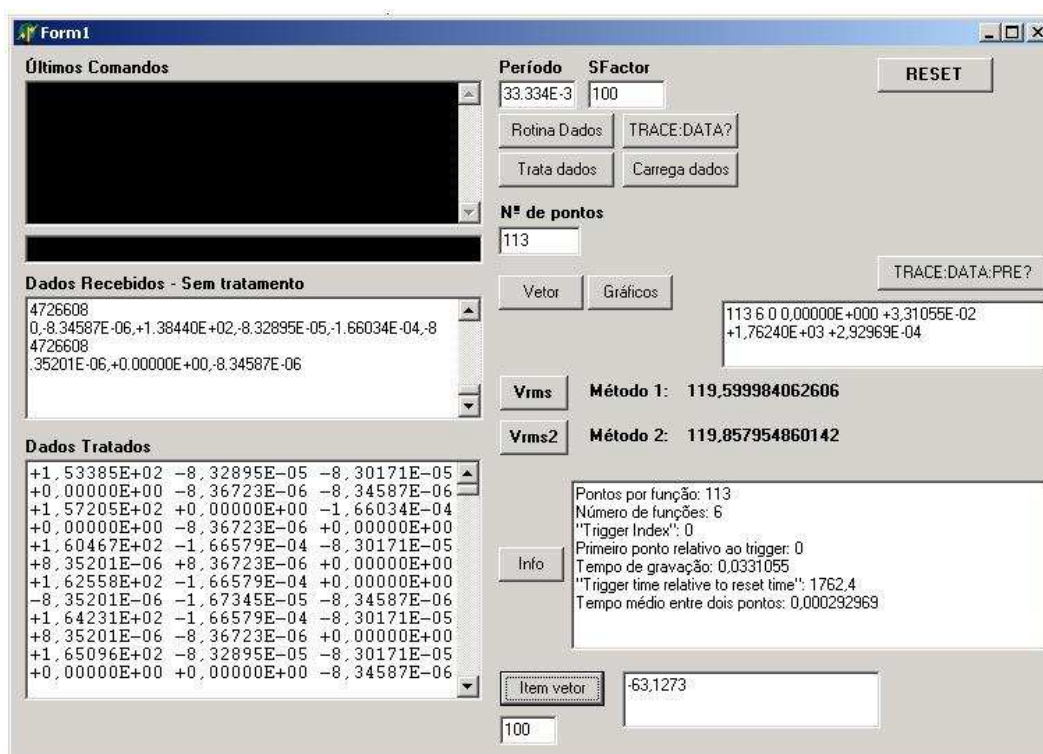 Form1
Últimos Comandos
Período SFactor
33.334E-3 100
RESET
Rotina Dados TRACE:DATA?
Trata dados Carrega dados
Nº de pontos
113
Dados Recebidos - Sem tratamento
4726608
0,-8.34587E-06,+1.38440E+02,-8.32895E-05,-1.66034E-04,-8
4726608
.35201E-06,+0.00000E+00,-8.34587E-06
TRACE:DATA:PRE?
Vetor Gráficos
113 6 0 0,00000E+000 +3,31055E-02
+1,76240E+03 +2,92969E-04
Vrms Método 1: 119,599984062606
Vrms2 Método 2: 119,857954860142
Dados Tratados
+1,53385E+02 -8,32895E-05 -8,30171E-05
+0,00000E+00 -8,36723E-06 -8,34587E-06
+1,57205E+02 +0,00000E+00 -1,66034E-04
+0,00000E+00 -8,36723E-06 +0,00000E+00
+1,60467E+02 -1,66579E-04 -8,30171E-05
+8,35201E-06 +8,36723E-06 +0,00000E+00
+1,62558E+02 -1,66579E-04 +0,00000E+00
-8,35201E-06 -1,67345E-05 -8,34587E-06
+1,64231E+02 -1,66579E-04 -8,30171E-05
+8,35201E-06 -8,36723E-06 +0,00000E+00
+1,65096E+02 -8,32895E-05 -8,30171E-05
+0,00000E+00 +0,00000E+00 -8,34587E-06
Info
Pontos por função: 113
Número de funções: 6
"Trigger Index": 0
Primeiro ponto relativo ao trigger: 0
Tempo de gravação: 0,0331055
"Trigger time relative to reset time": 1762,4
Tempo médio entre dois pontos: 0,000292969
Item vetor -63,1273
100